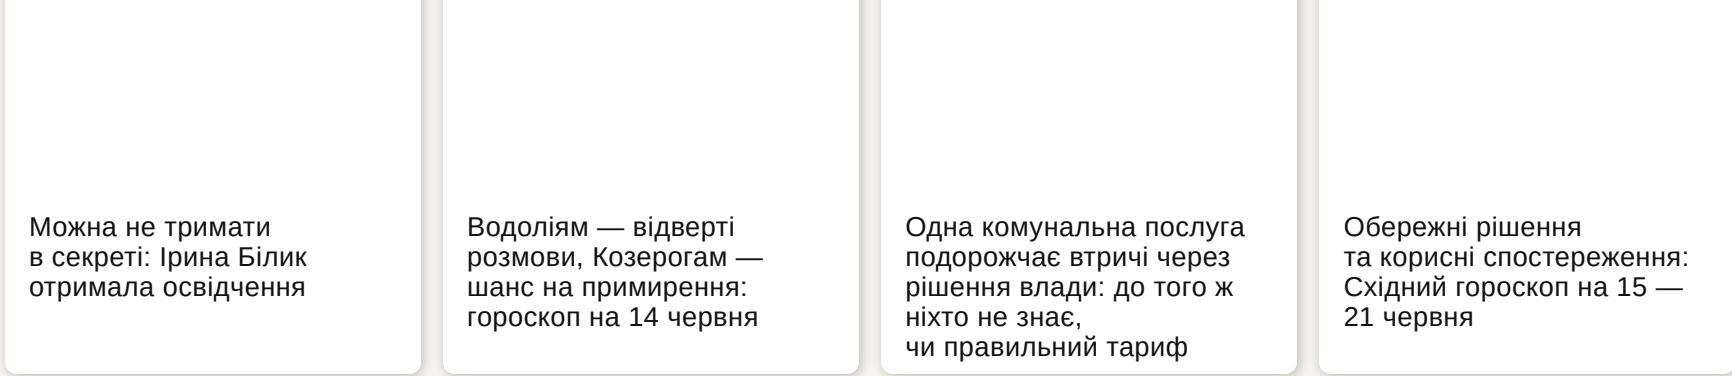 Можна не тримати
в секреті: Ірина Білик
отримала освідчення
Водоліям — відверті
розмови, Козерогам —
шанс на примирення:
гороскоп на 14 червня
Одна комунальна послуга
подорожчає втричі через
рішення влади: до того ж
ніхто не знає,
чи правильний тариф
Обережні рішення
та корисні спостереження:
Східний гороскоп на 15 —
21 червня